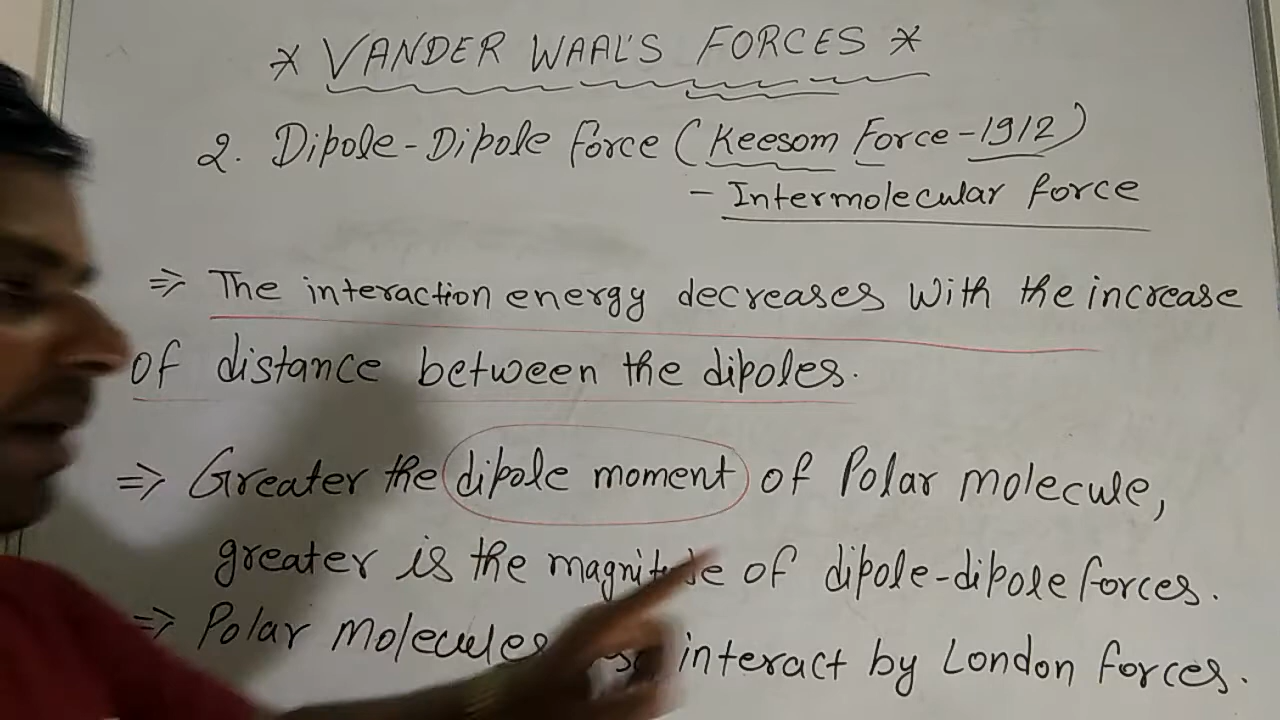 * VANDER WAAL'S FORCES *
2. Dipole-Dipole Force (Keesom Force-1912)
- Intermolecular force
⇒ The interaction energy decreases with the increase
of distance between the dipoles.
⇒ Greater the dipole moment of Polar molecule,
greater is the magnitude of dipole-dipole forces.
⇒ Polar molecules interact by London forces.